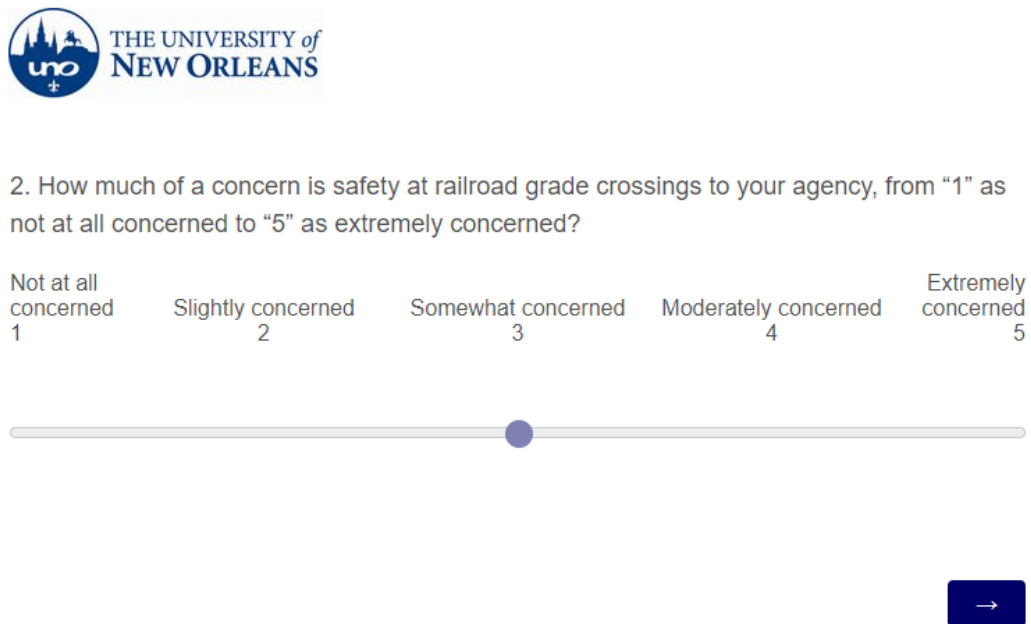 THE UNIVERSITY of
uno
NEW ORLEANS
2. How much of a concern is safety at railroad grade crossings to your agency, from “1” as
not at all concerned to “5” as extremely concerned?
Not at all Extremely
concerned Slightly concerned Somewhat concerned Moderately concerned concerned
1 2 3 4 5
→